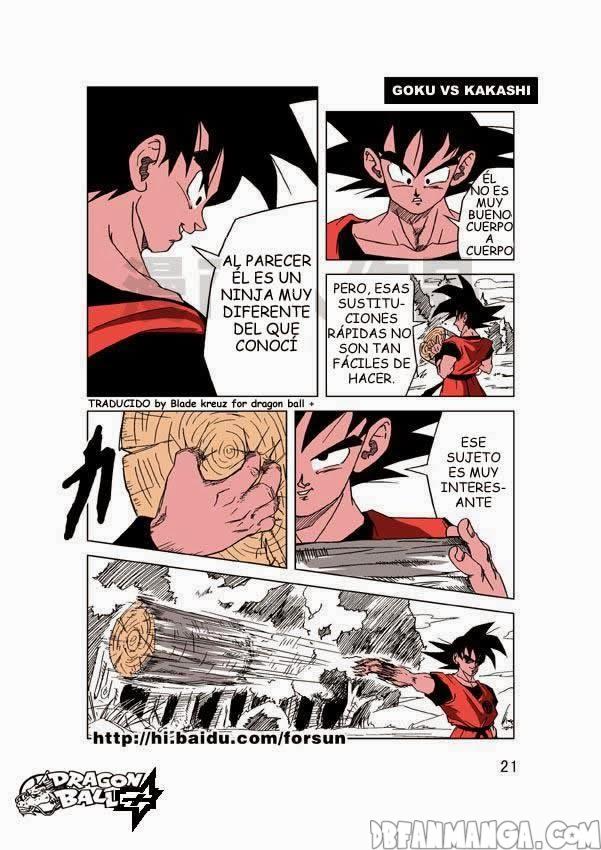 GOKU VS KAKASHI
AL PARECER
ÉL ES UN
NINJA MUY
DIFERENTE
DEL QUE
CONOCÍ
ÉL
NO ES
MUY
BUENO
CUERPO
A
CUERPO
PERO, ESAS
SUSTITU-
CIONES
RÁPIDAS NO
SON TAN
FÁCILES DE
HACER.
TRADUCIDO by Blade kreuz for dragon ball +
ESE
SUJETO
ES MUY
INTERES-
ANTE
http://hi.baidu.com/forsun
21
DRAGON
BALL
DBFANMANGA.COM